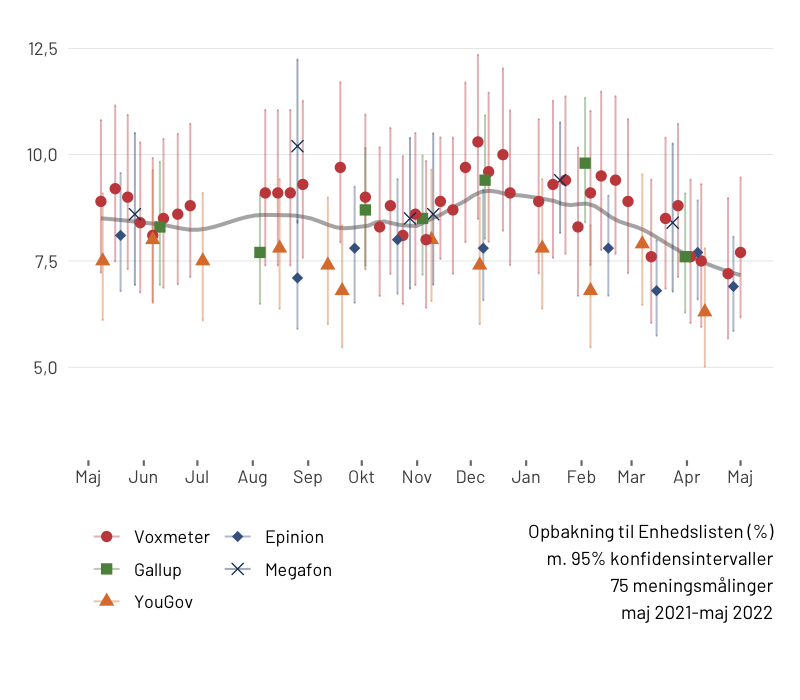 12,5
10,0
7,5
5,0
Maj Jun Jul Aug Sep Okt Nov Dec Jan Feb Mar Apr Maj
Voxmeter
Gallup
YouGov
Epinion
Megafon
Opbakning til Enhedslisten (%)
m. 95% konfidensintervaller
75 meningsmålinger
maj 2021-maj 2022